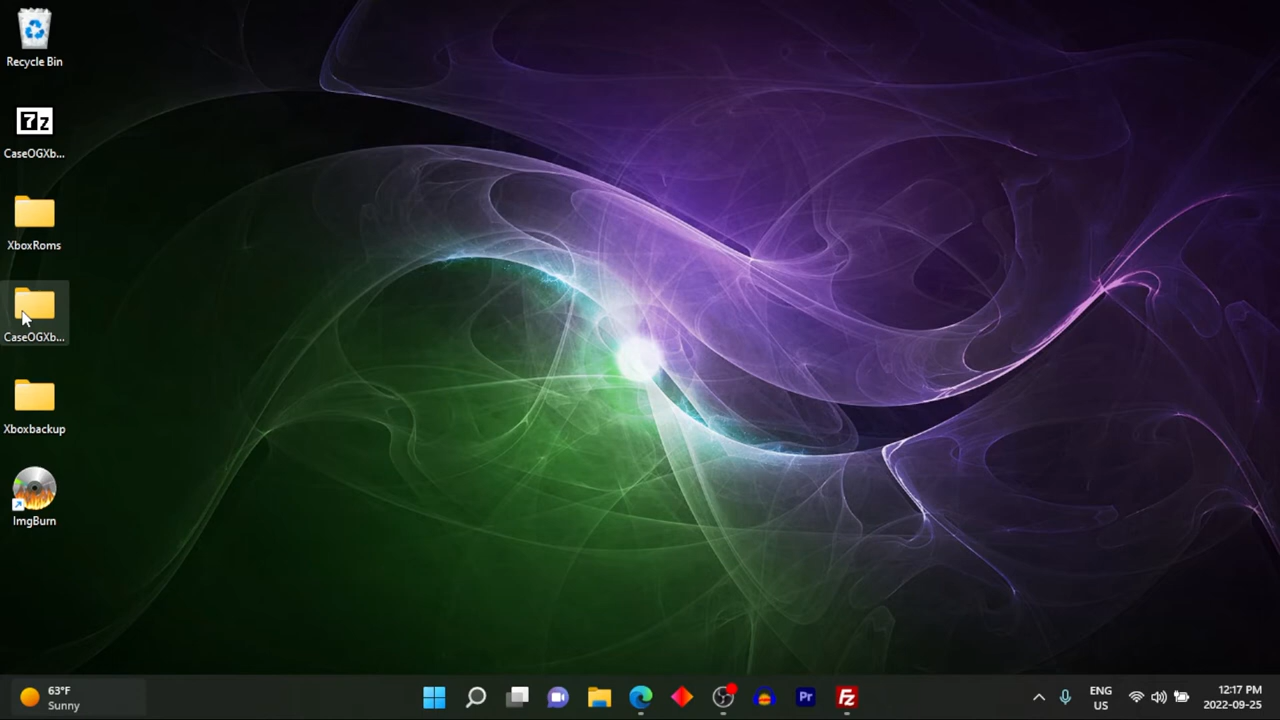 Recycle Bin
7z
CaseOGXb...
XboxRoms
CaseOGXb...
Xboxbackup
ImgBurn
63°F
Sunny
Pr
Fz
ENG
US
12:17 PM
2022-09-25